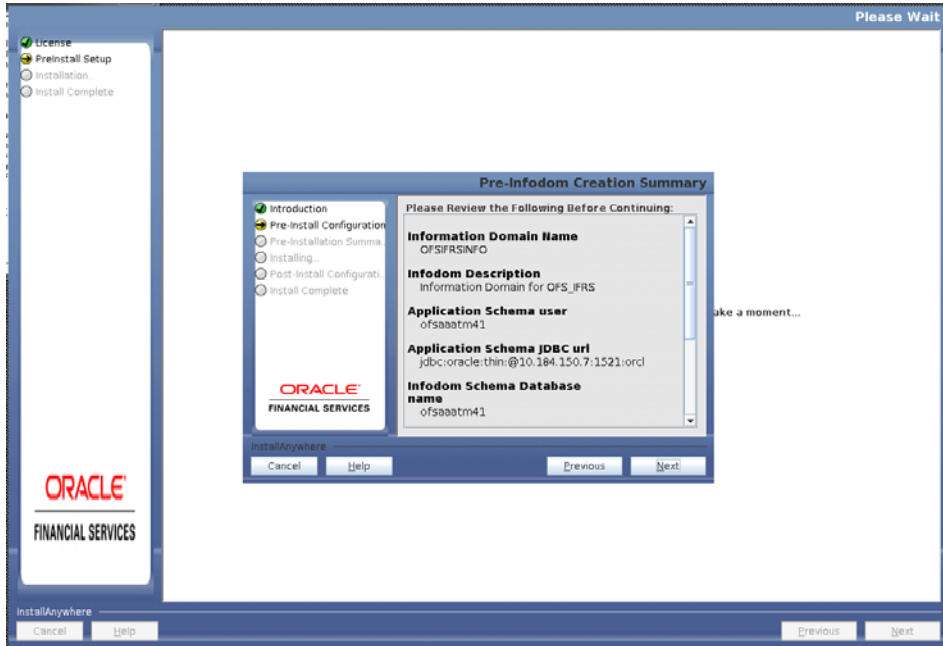 Please Wait
License
Preinstall Setup
Installation..
Install Complete
Pre-Infodom Creation Summary
Introduction
Pre-Install Configuration
Pre-Installation Summa..
Installing...
Post-Install Configurati..
Install Complete
Please Review the Following Before Continuing:
Information Domain Name
OFSIFRSINFO
Infodom Description
Information Domain for OFS_IFRS
Application Schema user
ofsaaatm41
Application Schema JDBC url
jdbc:oracle:thin:@10.184.150.7:1521:orcl
Infodom Schema Database
name
ofsaaatm41
ake a moment...
ORACLE
FINANCIAL SERVICES
InstallAnywhere
Cancel Help Previous Next
ORACLE
FINANCIAL SERVICES
InstallAnywhere
Cancel Help Previous Next